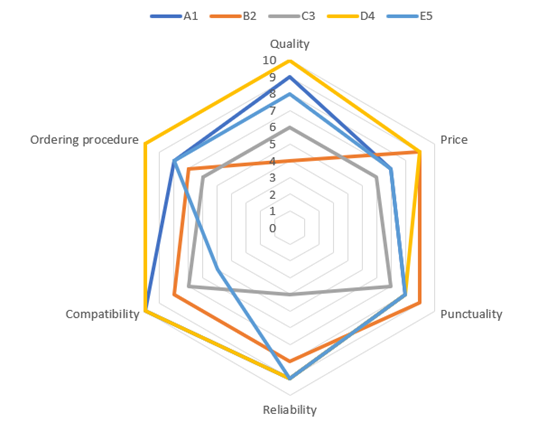 A1 B2 C3 D4 E5
Quality
10
9
8
7
6
5
4
3
2
1
0
Ordering procedure
Price
Compatibility
Punctuality
Reliability